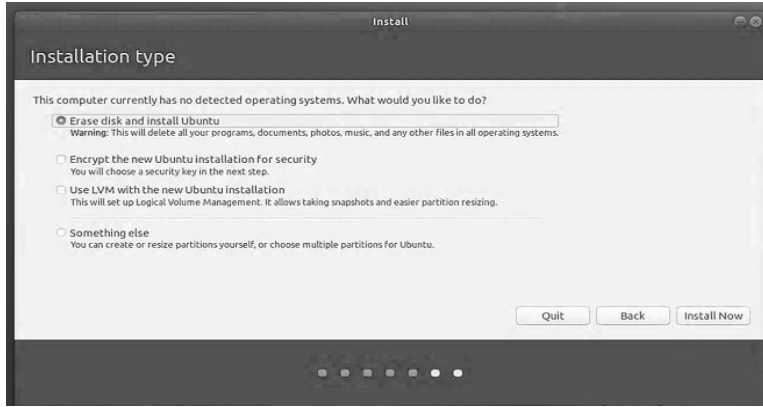 Install
Installation type
This computer currently has no detected operating systems. What would you like to do?
Erase disk and install Ubuntu
Warning: This will delete all your programs, documents, photos, music, and any other files in all operating systems.
Encrypt the new Ubuntu installation for security
You will choose a security key in the next step.
Use LVM with the new Ubuntu installation
This will set up Logical Volume Management. It allows taking snapshots and easier partition resizing.
Something else
You can create or resize partitions yourself, or choose multiple partitions for Ubuntu.
Quit Back Install Now